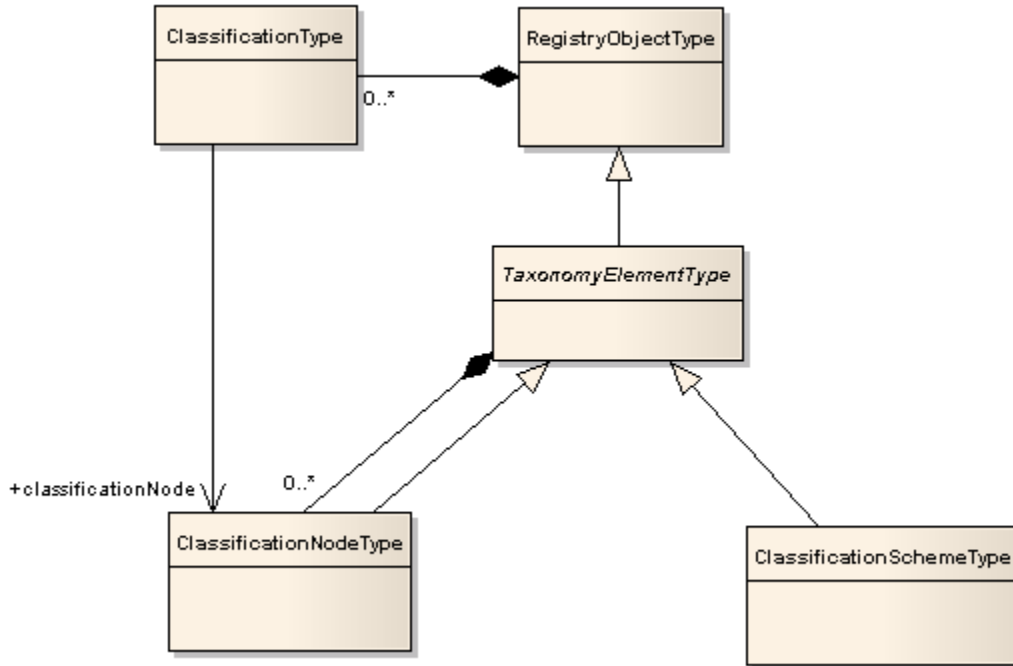 ClassificationType
RegistryObjectType
0..*
TaxonomyElementType
0..*
+classificationNode
ClassificationNodeType
ClassificationSchemeType